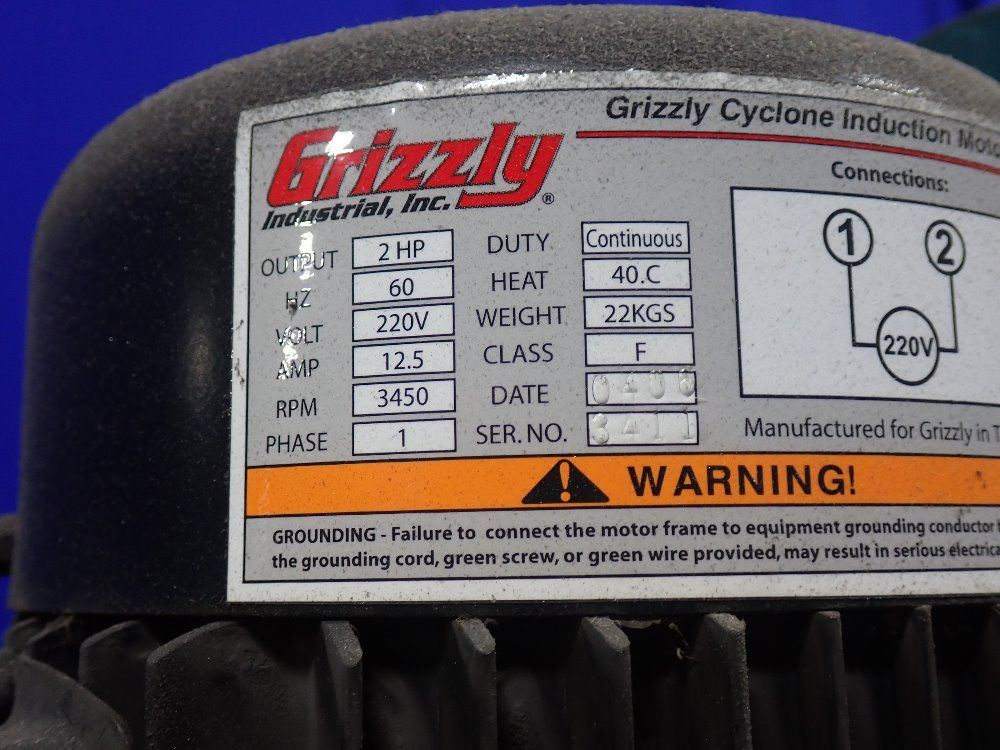 Grizzly Cyclone Induction
Grizzly®
Industrial, Inc.
OUTPUT 2 HP
HZ 60
VOLT 220V
AMP 12.5
RPM 3450
PHASE 1
DUTY Continuous
HEAT 40.C
WEIGHT 22KGS
CLASS F
DATE 0406
SER. NO. 3411
Connections:
1 2
220V
Manufactured for Grizzly in
WARNING!
GROUNDING - Failure to connect the motor frame to equipment grounding conductor
the grounding cord, green screw, or green wire provided, may result in serious